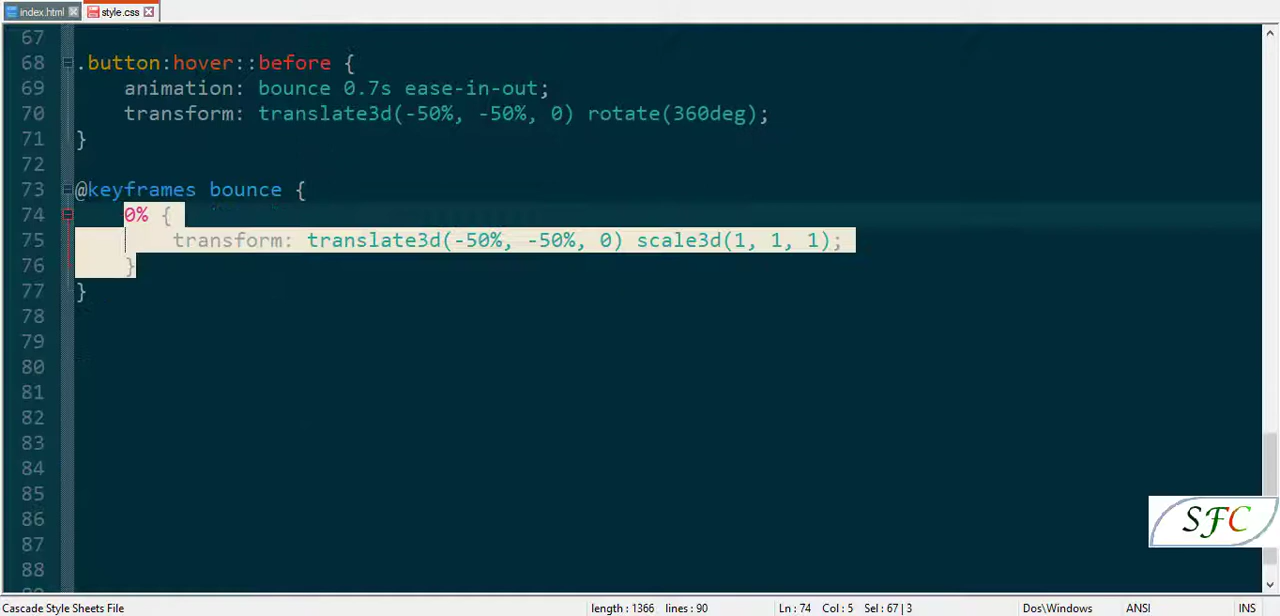 index.html style.css
67
68 .button:hover::before {
69 animation: bounce 0.7s ease-in-out;
70 transform: translate3d(-50%, -50%, 0) rotate(360deg);
71 }
72
73 @keyframes bounce {
74 0% {
75 transform: translate3d(-50%, -50%, 0) scale3d(1, 1, 1);
76 }
77 }
78
79
80
81
82
83
84
85
86
87
88
SFC
Cascade Style Sheets File length : 1366 lines : 90 Ln : 74 Col : 5 Sel : 67 | 3 Dos\Windows ANSI INS